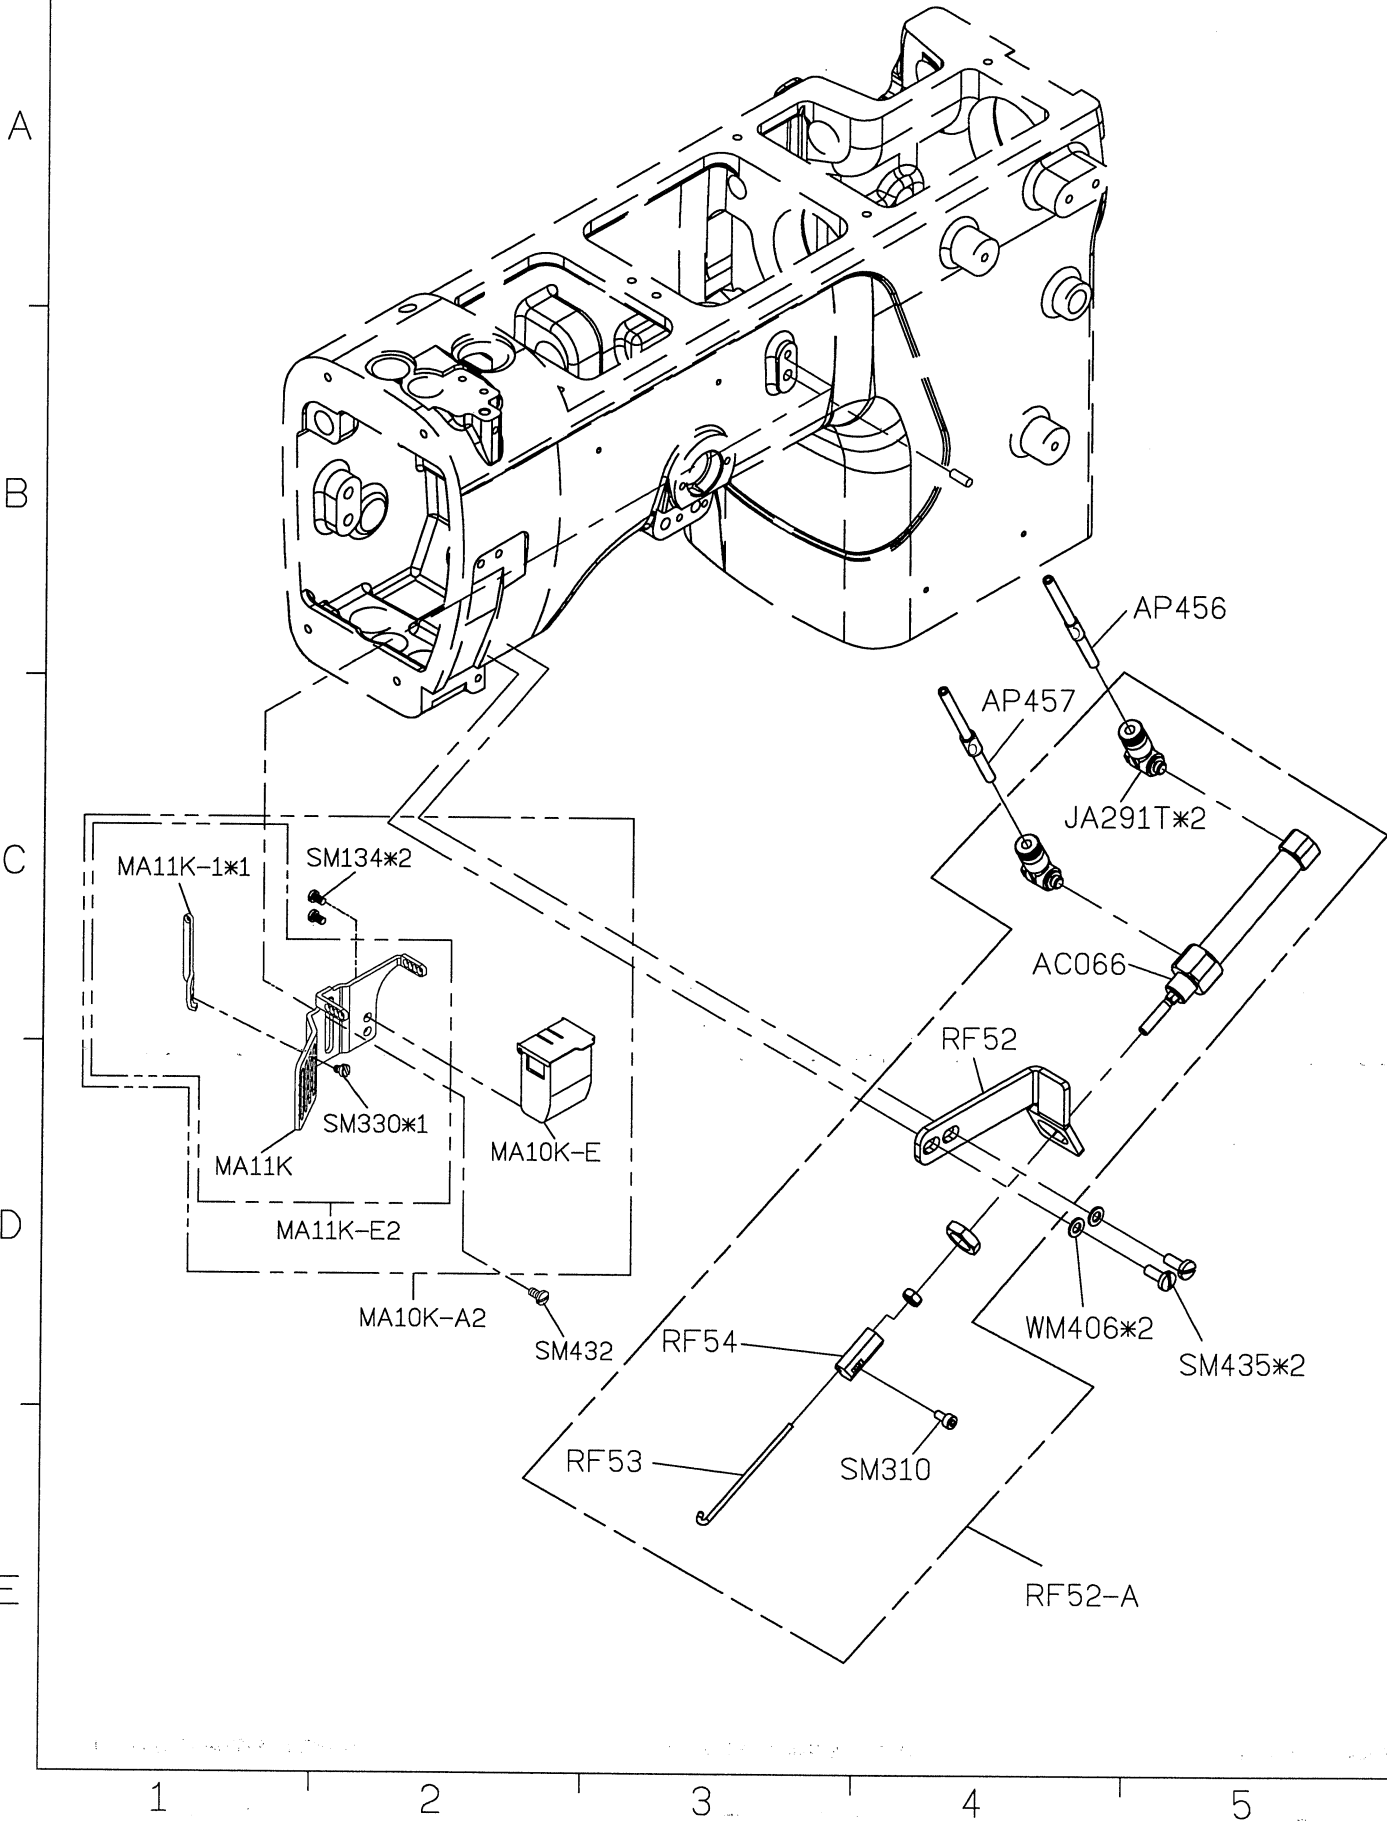 A
B
AP456
AP457
JA291T*2
C
SM134*2
MA11K-1*1
AC066
RF52
SM330*1
MA10K-E
MA11K
D
MA11K-E2
MA10K-A2
WM406*2
RF54
SM432
SM435*2
RF53
SM310
E
RF52-A
1
2
3
4
5